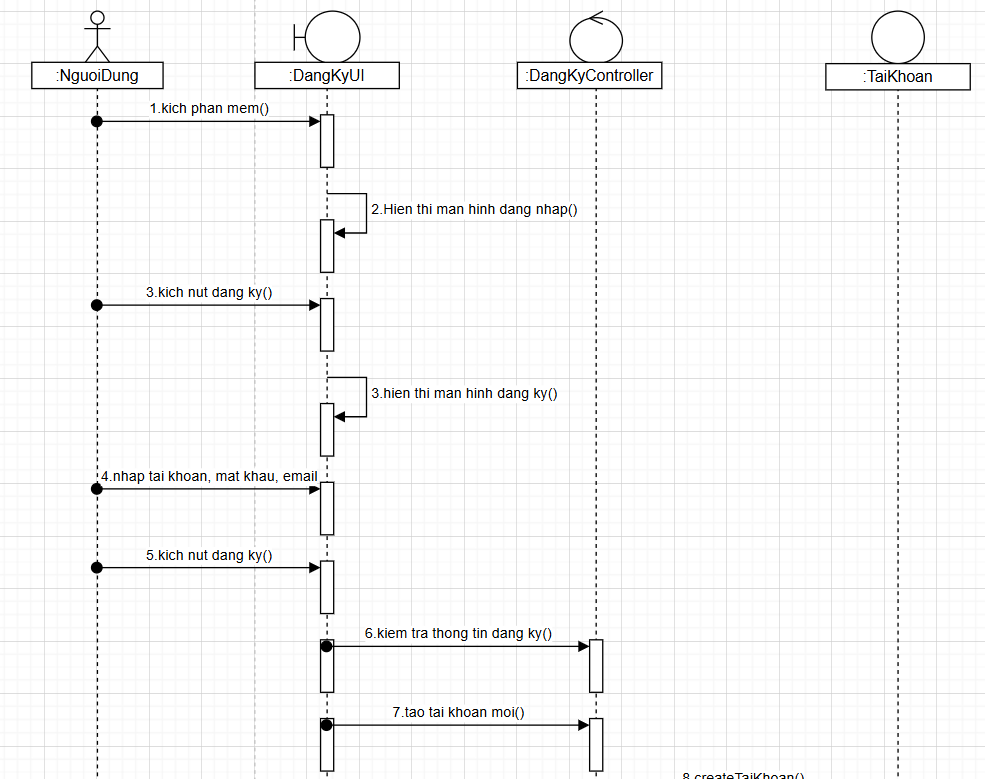 :NguoiDung
:DangKyUI
:DangKyController
:TaiKhoan
1.kich phan mem()
2.Hien thi man hinh dang nhap()
3.kich nut dang ky()
3.hien thi man hinh dang ky()
4.nhap tai khoan, mat khau, email
5.kich nut dang ky()
6.kiem tra thong tin dang ky()
7.tao tai khoan moi()
8.createTaiKhoan()